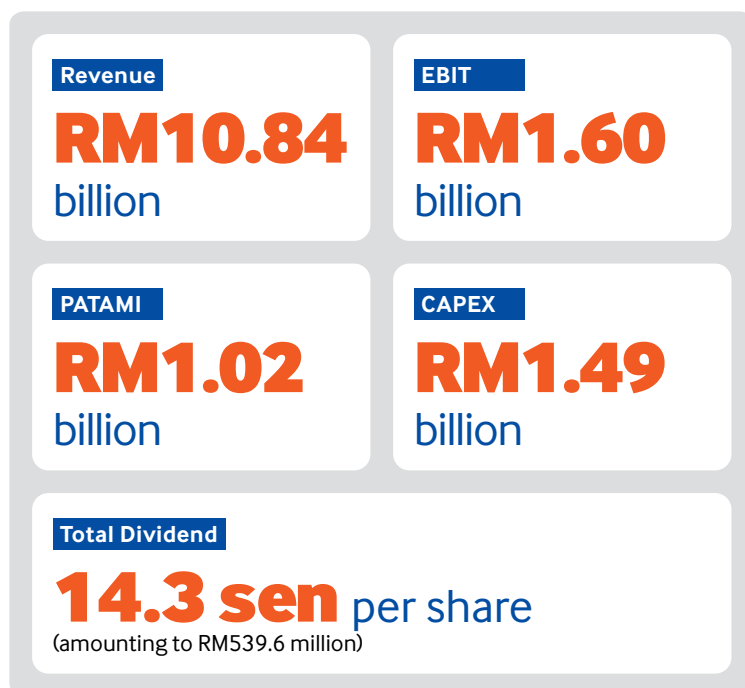 Revenue
RM10.84
billion
EBIT
RM1.60
billion
PATAMI
RM1.02
billion
CAPEX
RM1.49
billion
Total Dividend
14.3 sen per share
(amounting to RM539.6 million)